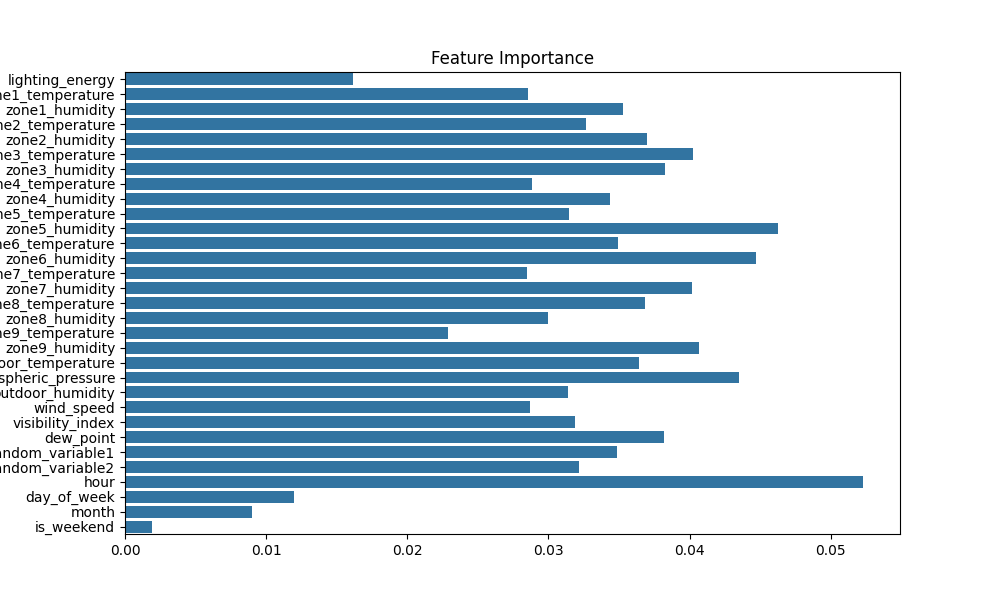 Feature Importance
lighting_energy
ne1_temperature
zone1_humidity
ne2_temperature
zone2_humidity
ne3_temperature
zone3_humidity
ne4_temperature
zone4_humidity
ne5_temperature
zone5_humidity
ne6_temperature
zone6_humidity
ne7_temperature
zone7_humidity
ne8_temperature
zone8_humidity
ne9_temperature
zone9_humidity
oor_temperature
spheric_pressure
utdoor_humidity
wind_speed
visibility_index
dew_point
andom_variable1
andom_variable2
hour
day_of_week
month
is_weekend
0.00 0.01 0.02 0.03 0.04 0.05